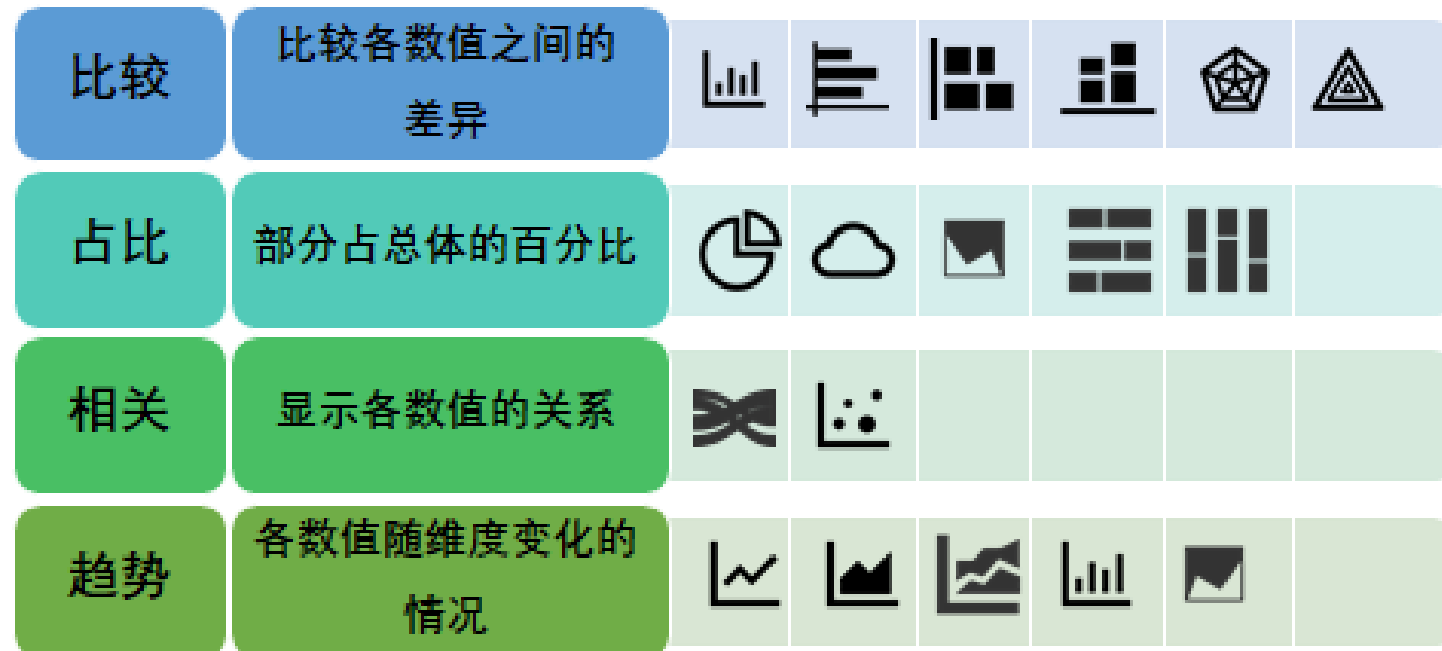 比较
比较各数值之间的
差异
占比
部分占总体的百分比
相关
显示各数值的关系
趋势
各数值随维度变化的
情况